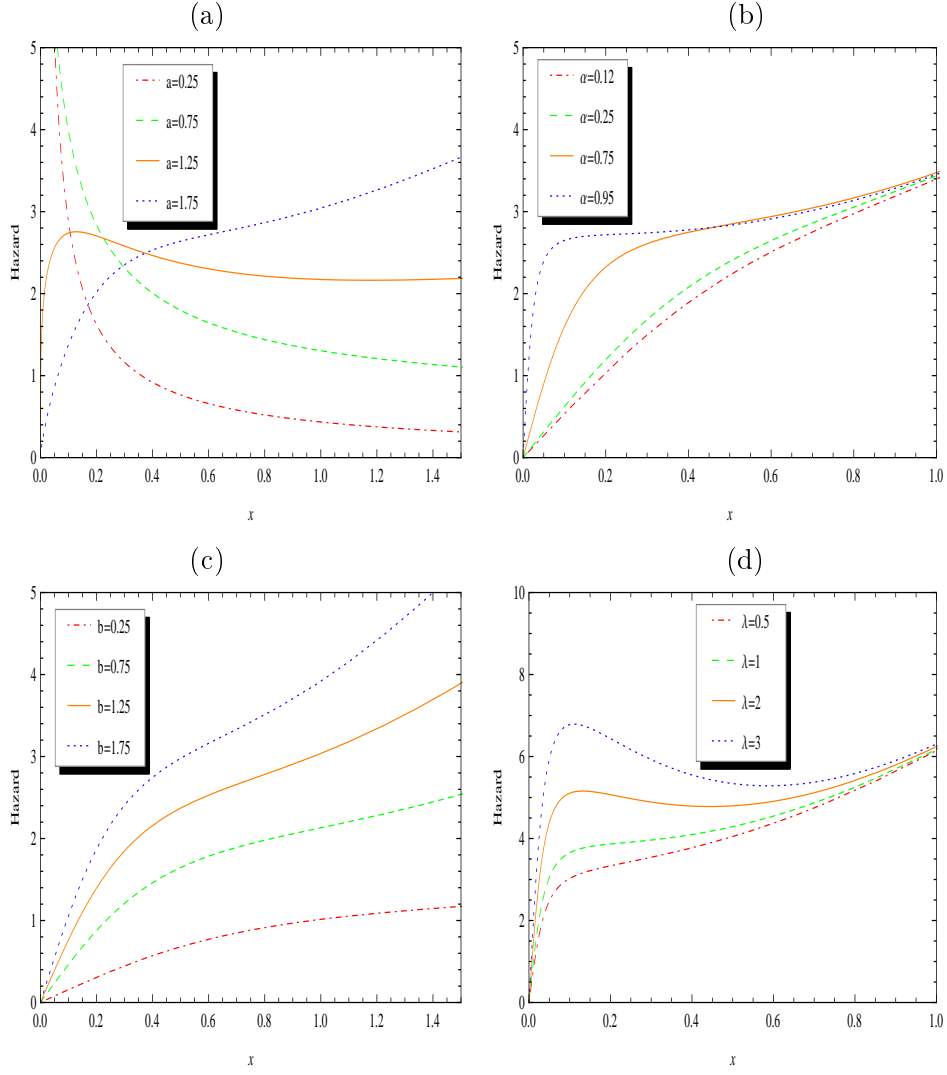 (a)
5
4
3
2
1
0
Hazard
a=0.25
a=0.75
a=1.25
a=1.75
0.0 0.2 0.4 0.6 0.8 1.0 1.2 1.4
x
(b)
5
4
3
2
1
0
Hazard
α=0.12
α=0.25
α=0.75
α=0.95
0.0 0.2 0.4 0.6 0.8 1.0
x
(c)
5
4
3
2
1
0
Hazard
b=0.25
b=0.75
b=1.25
b=1.75
0.0 0.2 0.4 0.6 0.8 1.0 1.2 1.4
x
(d)
10
8
6
4
2
0
Hazard
λ=0.5
λ=1
λ=2
λ=3
0.0 0.2 0.4 0.6 0.8 1.0
x